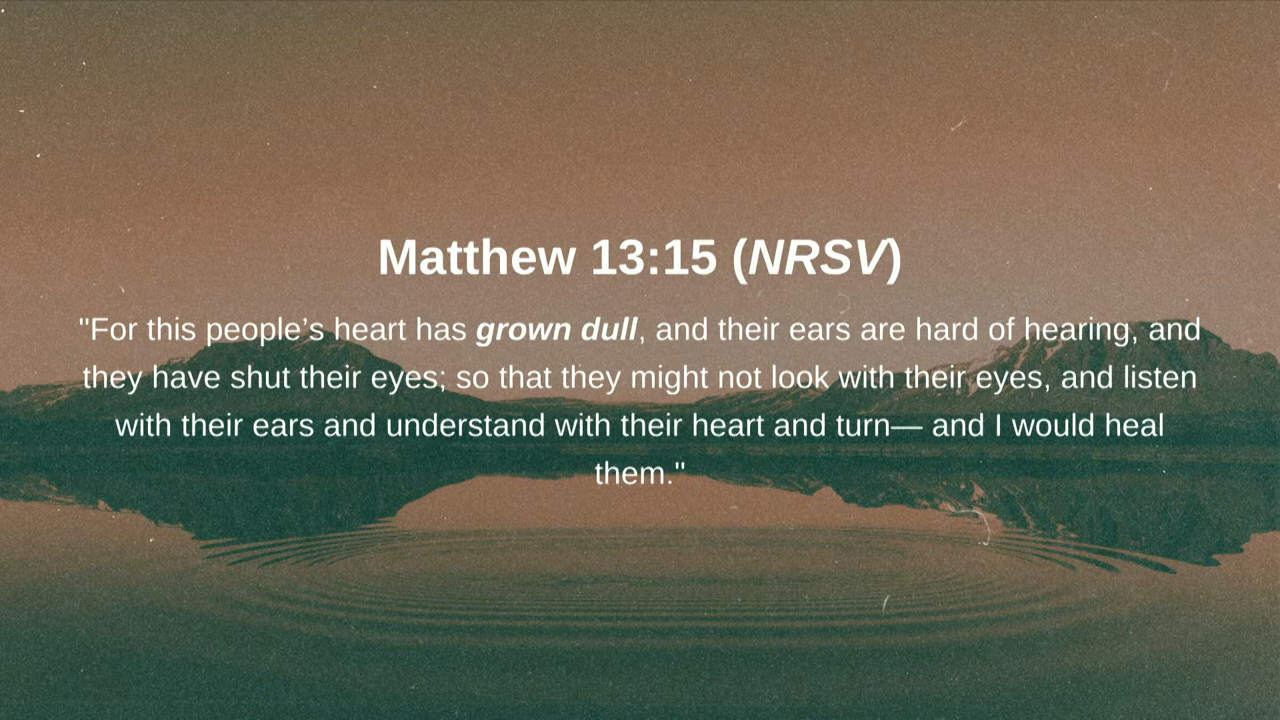 Matthew 13:15 (NRSV)
"For this people’s heart has grown dull, and their ears are hard of hearing, and
they have shut their eyes; so that they might not look with their eyes, and listen
with their ears and understand with their heart and turn— and I would heal
them."